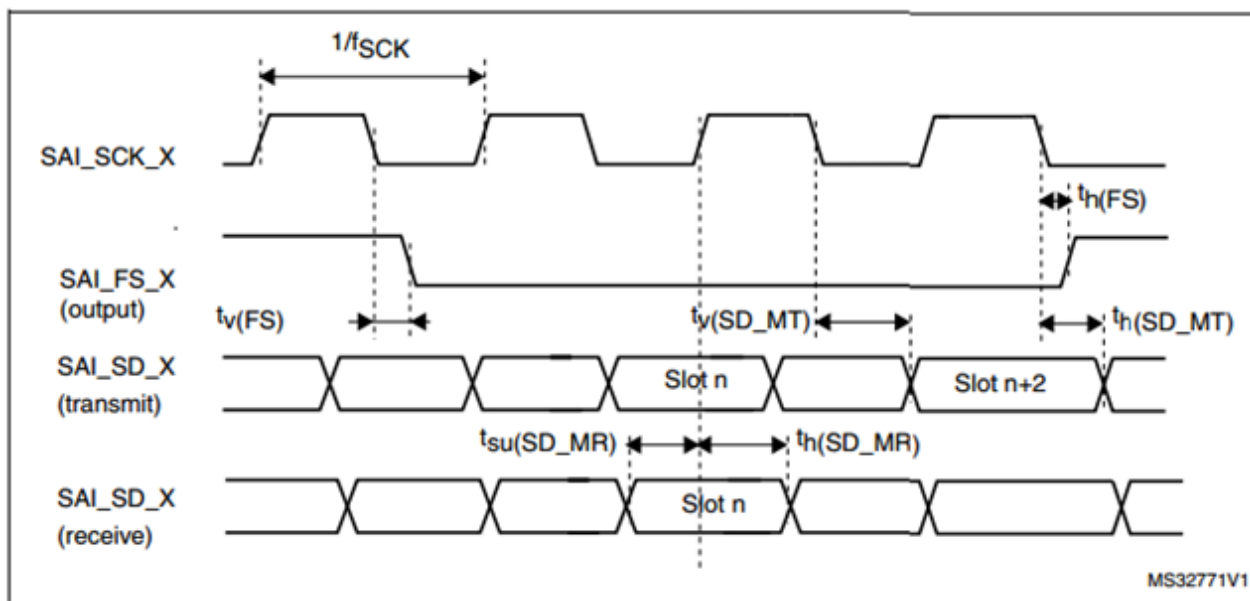 1/fSCK
SAI_SCK_X
th(FS)
SAI_FS_X
(output)
tv(FS)
tv(SD_MT)
th(SD_MT)
SAI_SD_X
(transmit)
Slot n
Slot n+2
tsu(SD_MR)
th(SD_MR)
SAI_SD_X
(receive)
Slot n
MS32771V1